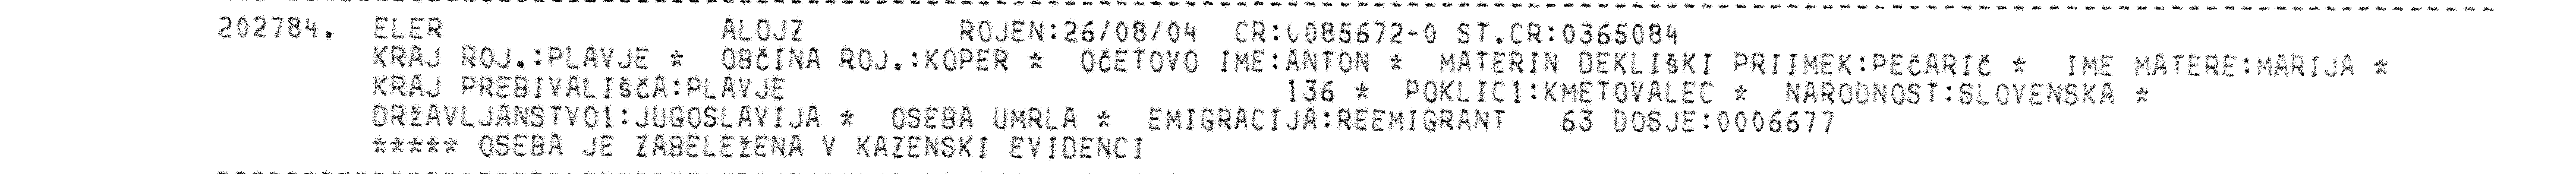 202784. ELER ALOJZ ROJEN:26/08/04 CR:0085672-0 ST.CR:0365084
KRAJ ROJ.:PLAVJE * OBČINA ROJ.:KOPER * OČETOVO IME:ANTON * MATERIN DEKLIŠKI PRIIMEK:PEČARIČ * IME MATERE:MARIJA *
KRAJ PREBIVALIŠČA:PLAVJE 136 * POKLIC1:KMETOVALEC * NARODNOST:SLOVENSKA *
DRŽAVLJANSTVO1:JUGOSLAVIJA * OSEBA UMRLA * EMIGRACIJA:REEMIGRANT 63 DOSJE:0006677
***** OSEBA JE ZABELEŽENA V KAZENSKI EVIDENCI